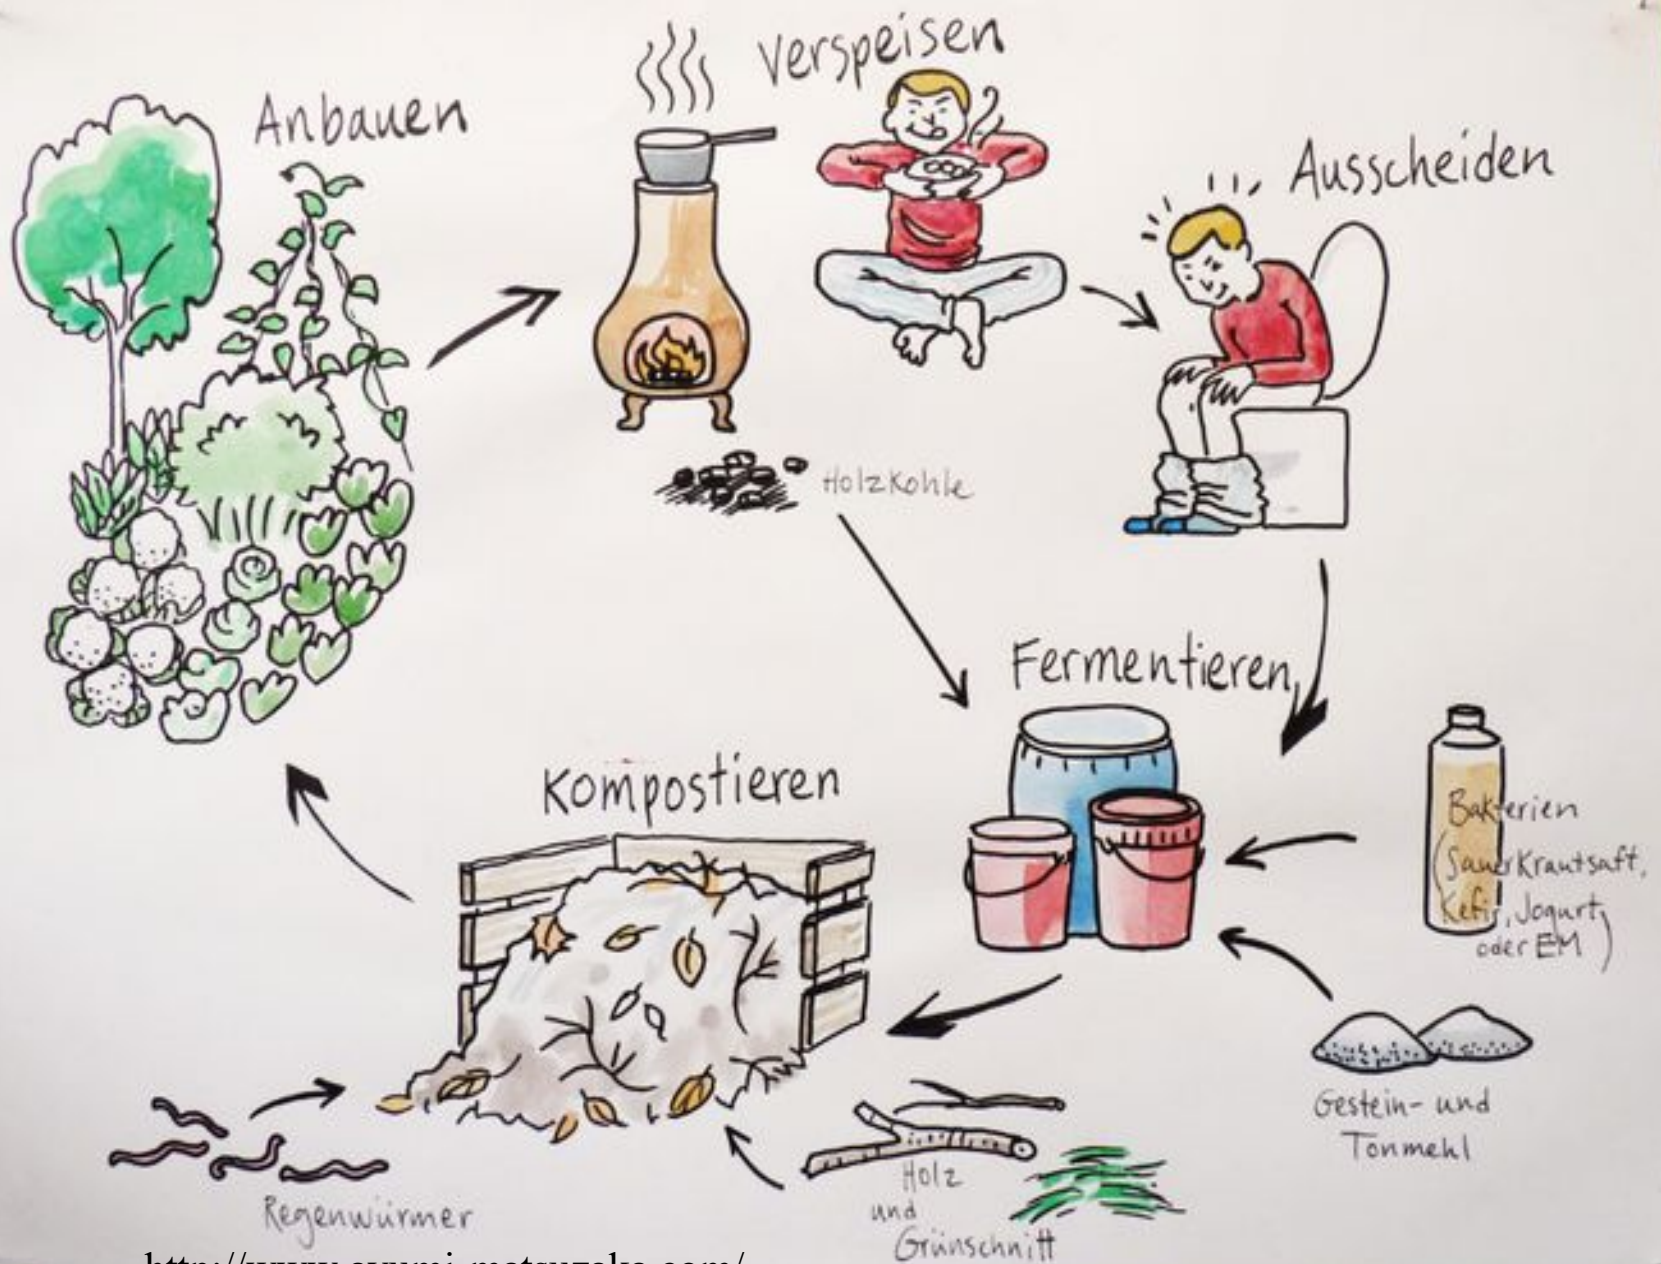 Verspeisen
Anbauen
Ausscheiden
HolzKohle
Fermentieren
Kompostieren
Bakterien
(Sauerkrautsaft,
Kefir, Jogurt,
oder EM)
Gestein- und
Tonmehl
Holz
und
Grünschnitt
Regenwürmer